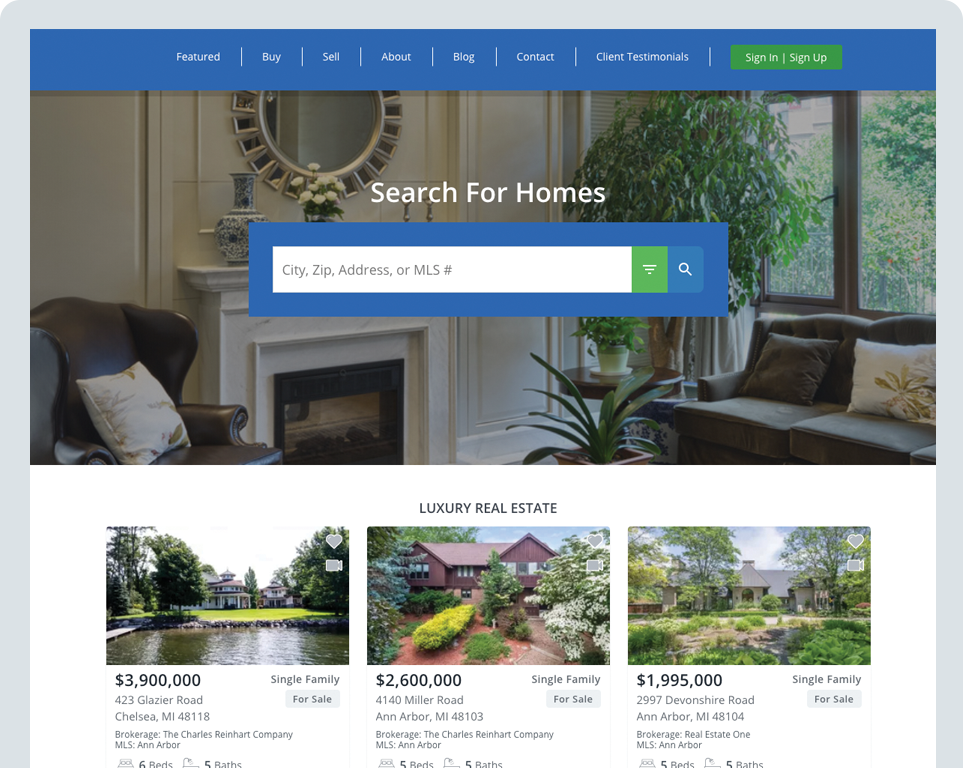 Featured Buy Sell About Blog Contact Client Testimonials Sign In | Sign Up
Search For Homes
City, Zip, Address, or MLS #
LUXURY REAL ESTATE
$3,900,000 Single Family
423 Glazier Road For Sale
Chelsea, MI 48118
Brokerage: The Charles Reinhart Company
MLS: Ann Arbor
6 Beds 5 Baths
$2,600,000 Single Family
4140 Miller Road For Sale
Ann Arbor, MI 48103
Brokerage: The Charles Reinhart Company
MLS: Ann Arbor
5 Beds 5 Baths
$1,995,000 Single Family
2997 Devonshire Road For Sale
Ann Arbor, MI 48104
Brokerage: Real Estate One
MLS: Ann Arbor
5 Beds 5 Baths